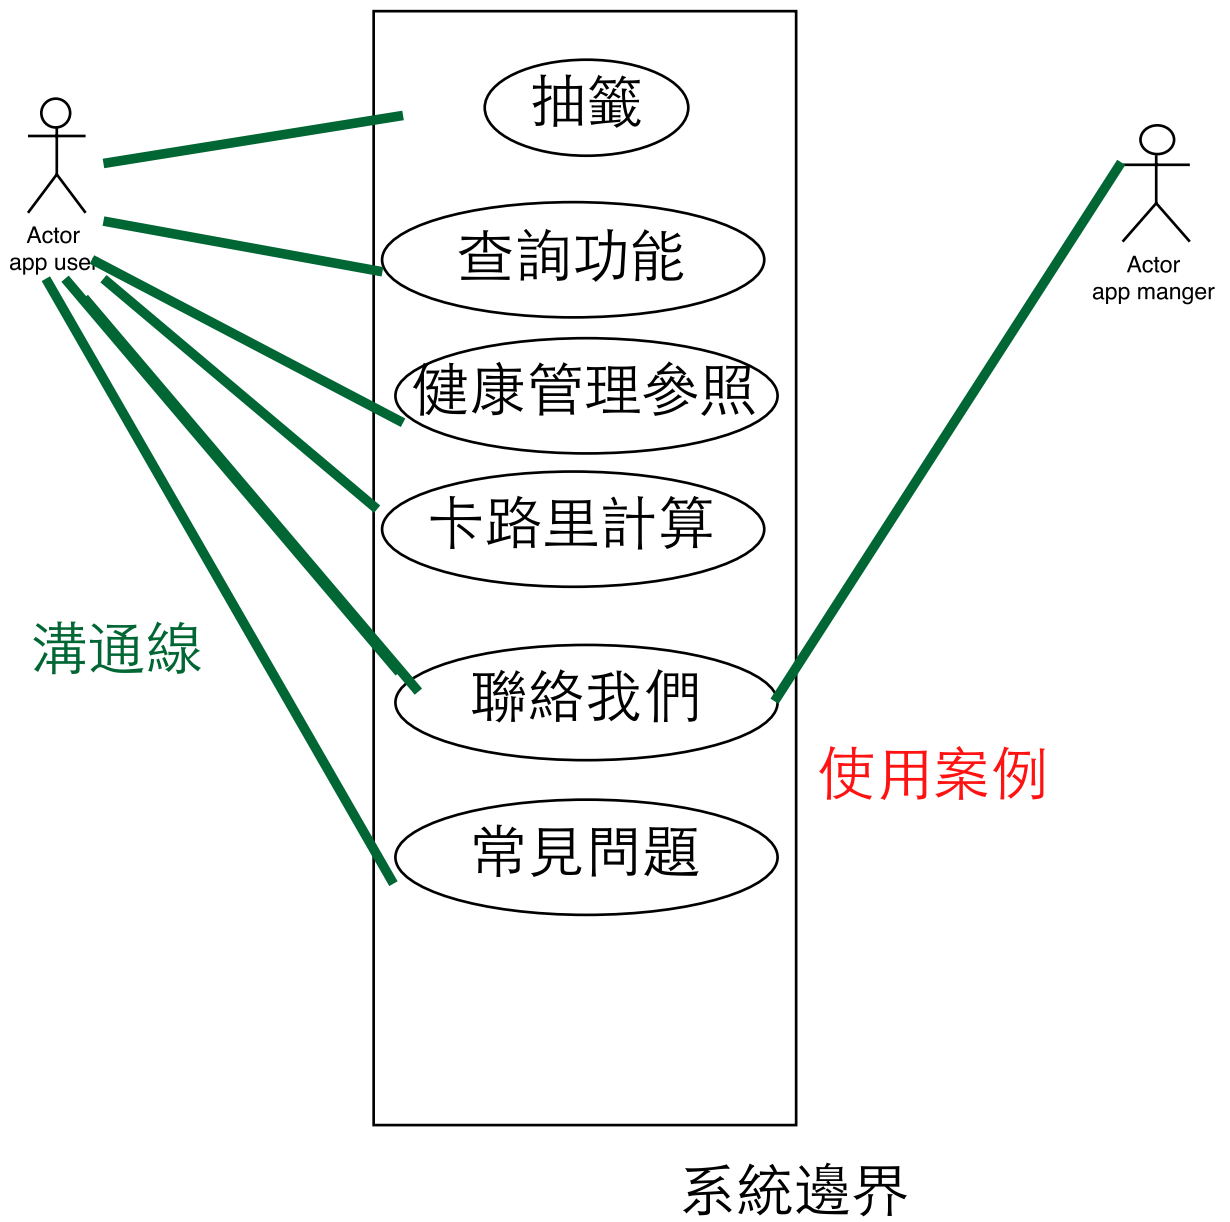 抽籤
Actor
app user
查詢功能
Actor
app manger
健康管理參照
卡路里計算
溝通線
聯絡我們
使用案例
常見問題
系統邊界